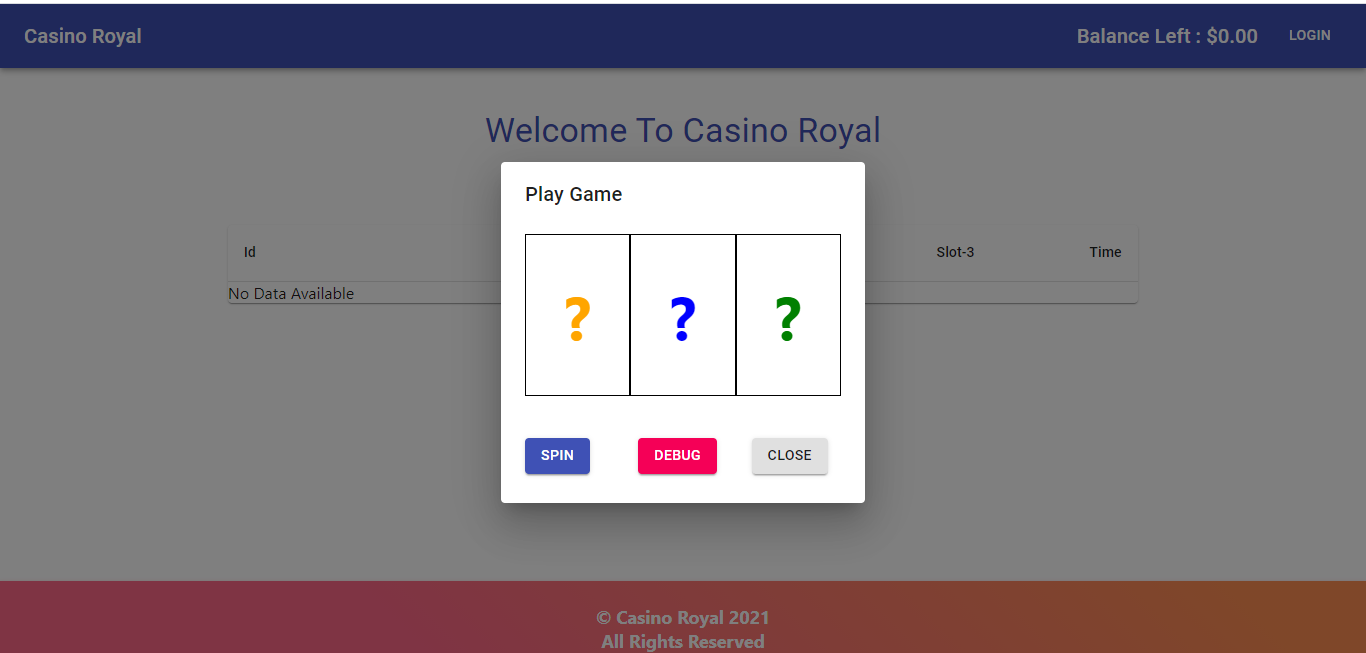 Casino Royal
Balance Left : $0.00 LOGIN
Welcome To Casino Royal
Play Game
Id Slot-3 Time
No Data Available
? ? ?
SPIN DEBUG CLOSE
© Casino Royal 2021
All Rights Reserved